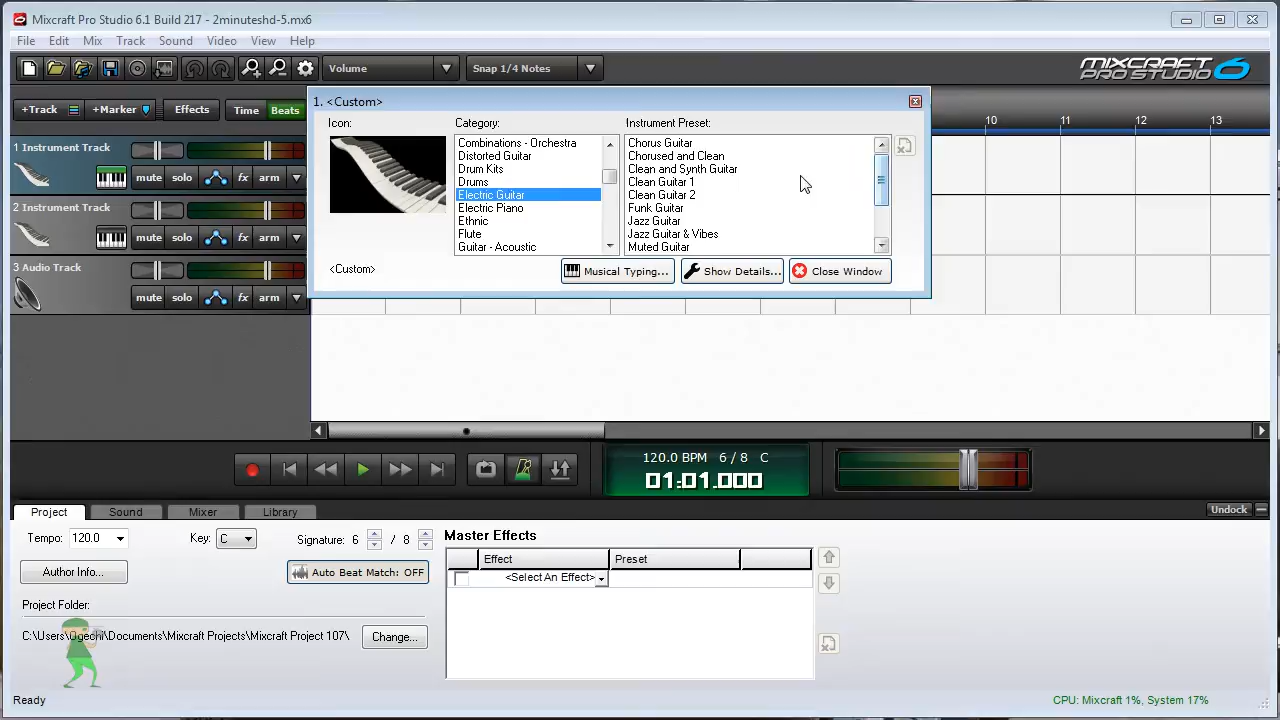 Mixcraft Pro Studio 6.1 Build 217 - 2minuteshd-5.mx6
File Edit Mix Track Sound Video View Help
Volume
Snap 1/4 Notes
MIXCRAFT PRO STUDIO 6
+Track
+Marker
Effects
Time
Beats
1. <Custom>
10 11 12 13
Icon:
Category:
Instrument Preset:
Combinations - Orchestra
Distorted Guitar
Drum Kits
Drums
Electric Guitar
Electric Piano
Ethnic
Flute
Guitar - Acoustic
Chorus Guitar
Chorused and Clean
Clean and Synth Guitar
Clean Guitar 1
Clean Guitar 2
Funk Guitar
Jazz Guitar
Jazz Guitar & Vibes
Muted Guitar
<Custom>
Musical Typing...
Show Details...
Close Window
1 Instrument Track
mute solo fx arm
2 Instrument Track
mute solo fx arm
3 Audio Track
mute solo fx arm
120.0 BPM 6 / 8 C
01:01.000
Project
Sound
Mixer
Library
Undock
Tempo: 120.0
Key: C
Signature: 6 / 8
Author Info...
Auto Beat Match: OFF
Project Folder:
C:\Users\Ogechi\Documents\Mixcraft Projects\Mixcraft Project 107\
Change...
Master Effects
Effect
Preset
<Select An Effect>
Ready
CPU: Mixcraft 1%, System 17%